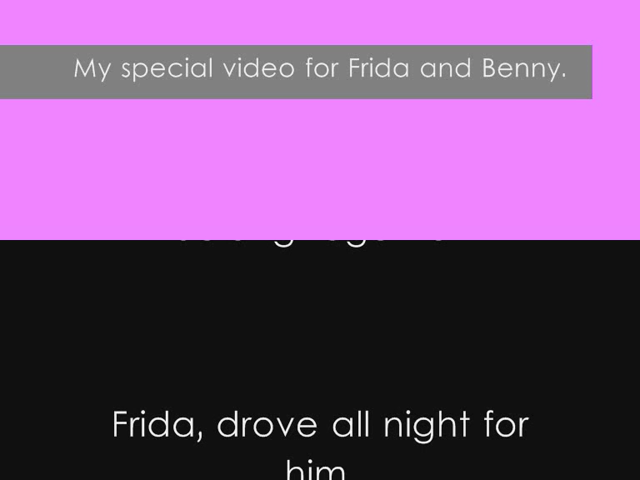 My special video for Frida and Benny.
Frida, drove all night for
him